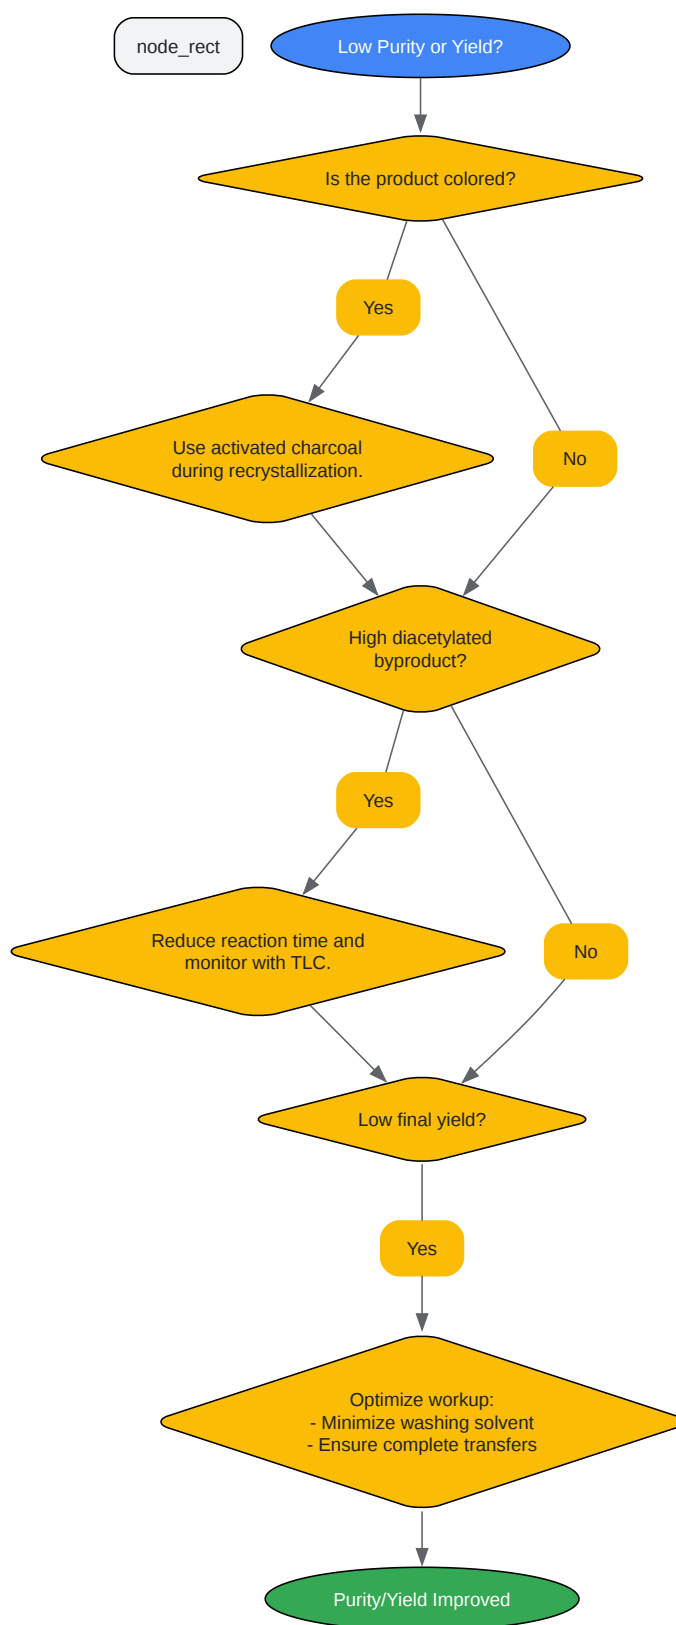 node_rect
Low Purity or Yield?
Is the product colored?
Yes
Use activated charcoal
during recrystallization.
No
High diacetylated
byproduct?
Yes
Reduce reaction time and
monitor with TLC.
No
Low final yield?
Yes
Optimize workup:
- Minimize washing solvent
- Ensure complete transfers
Purity/Yield Improved